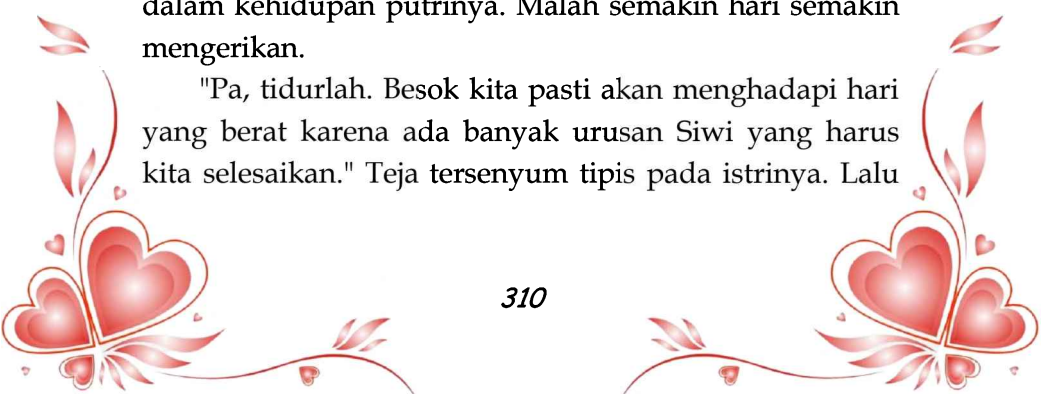 dalam kehidupan putrinya. Malah semakin hari semakin
mengerikan.
"Pa, tidurlah. Besok kita pasti akan menghadapi hari
yang berat karena ada banyak urusan Siwi yang harus
kita selesaikan." Teja tersenyum tipis pada istrinya. Lalu
310